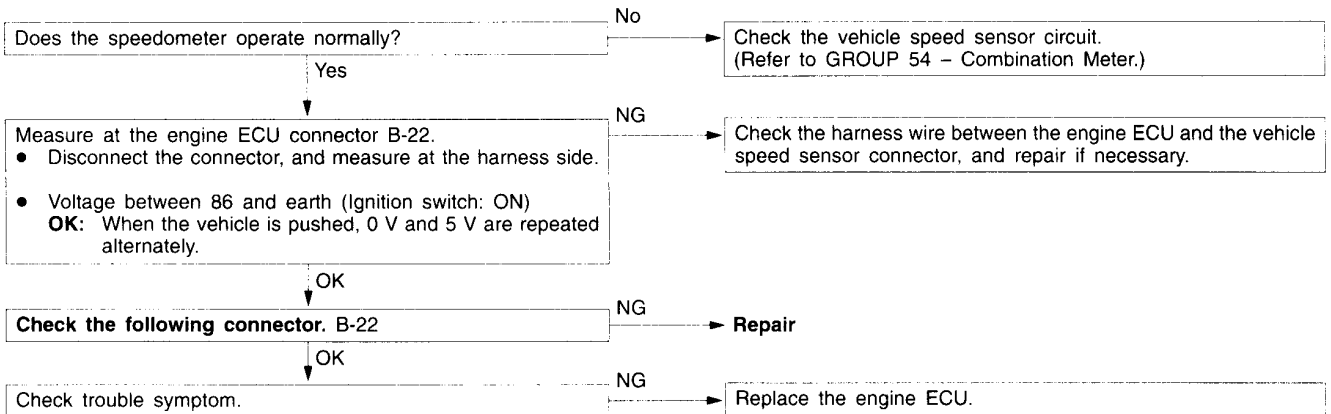 Does the speedometer operate normally?
No
Check the vehicle speed sensor circuit.
(Refer to GROUP 54 – Combination Meter.)
Yes
Measure at the engine ECU connector B-22.
● Disconnect the connector, and measure at the harness side.
● Voltage between 86 and earth (Ignition switch: ON)
OK: When the vehicle is pushed, 0 V and 5 V are repeated
alternately.
NG
Check the harness wire between the engine ECU and the vehicle
speed sensor connector, and repair if necessary.
OK
Check the following connector. B-22
NG
Repair
OK
Check trouble symptom.
NG
Replace the engine ECU.